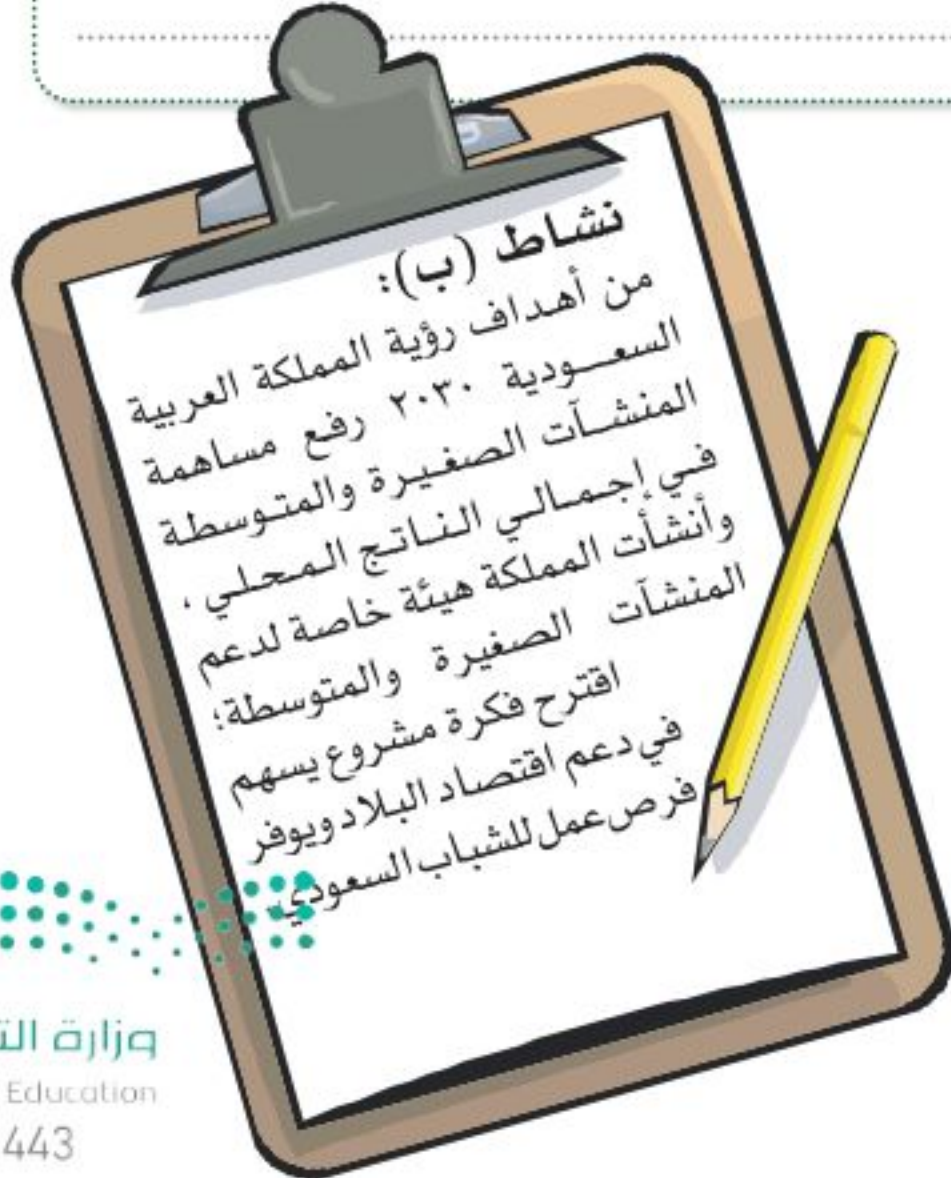 نشاط (ب):
من أهداف رؤية المملكة العربية
السعودية ٢٠٣٠ رفع مساهمة
المنشآت الصغيرة والمتوسطة
في إجمالي الناتج المحلي ،
وأنشأت المملكة هيئة خاصة لدعم
المنشآت الصغيرة والمتوسطة؛
اقترح فكرة مشروع يسهم
في دعم اقتصاد البلاد ويوفر
فرص عمل للشباب السعودي.
وزارة الت
Education
443